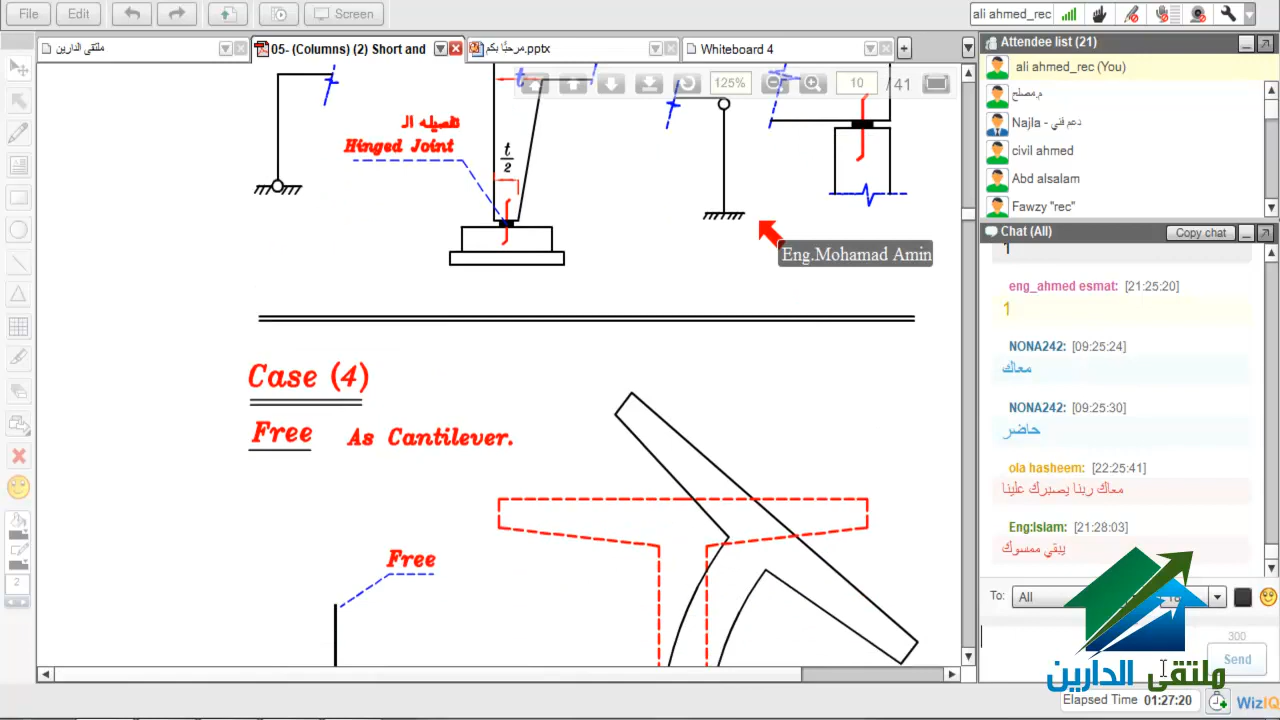 File
Edit
Screen
ali ahmed_rec
ملتقى الدارين
05- (Columns) (2) Short and
مرحبًا بكم.pptx
Whiteboard 4
t
125%
10
/ 41
تفصيله الـ
Hinged Joint
t
2
Eng.Mohamad Amin
Case (4)
Free As Cantilever.
Free
2
Attendee list (21)
ali ahmed_rec (You)
م.مصلح
Najla - دعم فني
civil ahmed
Abd alsalam
Fawzy "rec"
Chat (All)
Copy chat
1
eng_ahmed esmat: [21:25:20]
1
NONA242: [09:25:24]
معاك
NONA242: [09:25:30]
حاضر
ola hasheem: [22:25:41]
معاك ربنا يصبرك علينا
Eng:Islam: [21:28:03]
يبقي ممسوك
To:
All
300
Send
ملتقى الدارين
Elapsed Time 01:27:20
WizIQ